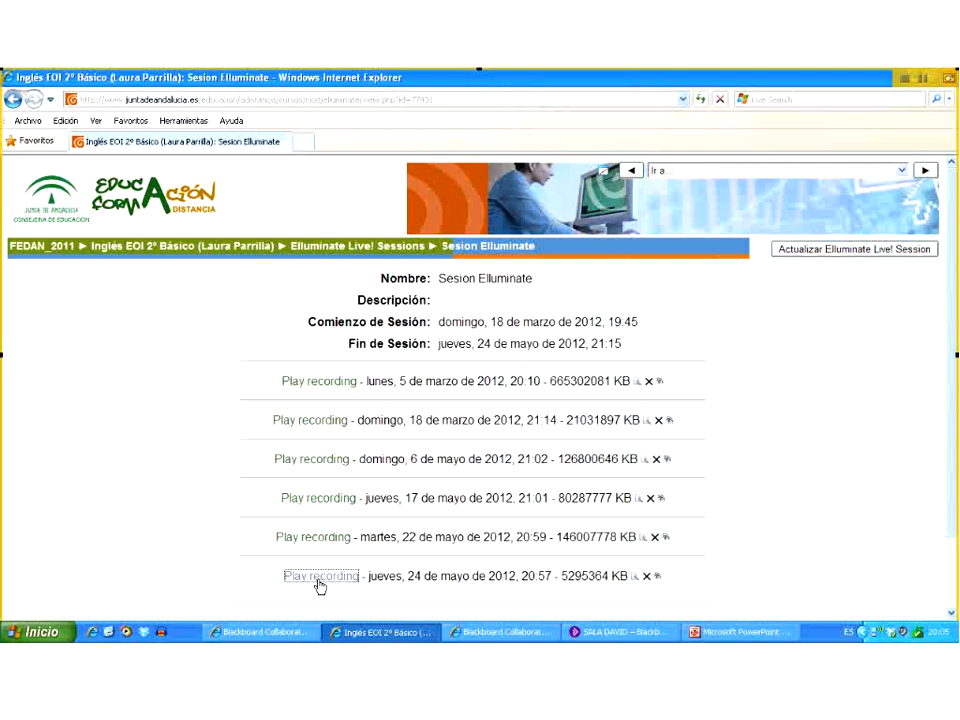 Inglés EOI 2º Básico (Laura Parrilla): Sesion Elluminate - Windows Internet Explorer
Live Search
Archivo Edición Ver Favoritos Herramientas Ayuda
Favoritos Inglés EOI 2º Básico (Laura Parrilla): Sesion Elluminate
JUNTA DE ANDALUCIA
CONSEJERIA DE EDUCACION
EDUCACIÓN
FORMA
DISTANCIA
Ir a...
FEDAN_2011 ► Inglés EOI 2º Básico (Laura Parrilla) ► Elluminate Live! Sessions ► Sesion Elluminate
Actualizar Elluminate Live! Session
Nombre: Sesion Elluminate
Descripción:
Comienzo de Sesión: domingo, 18 de marzo de 2012, 19:45
Fin de Sesión: jueves, 24 de mayo de 2012, 21:15
Play recording - lunes, 5 de marzo de 2012, 20:10 - 665302081 KB
Play recording - domingo, 18 de marzo de 2012, 21:14 - 21031897 KB
Play recording - domingo, 6 de mayo de 2012, 21:02 - 126800646 KB
Play recording - jueves, 17 de mayo de 2012, 21:01 - 80287777 KB
Play recording - martes, 22 de mayo de 2012, 20:59 - 146007778 KB
Play recording - jueves, 24 de mayo de 2012, 20:57 - 5295364 KB
Inicio Blackboard Collaborat... Inglés EOI 2º Básico (... Blackboard Collaborat... SALA DAVID – Blackb... Microsoft PowerPoint ... ES 20:05